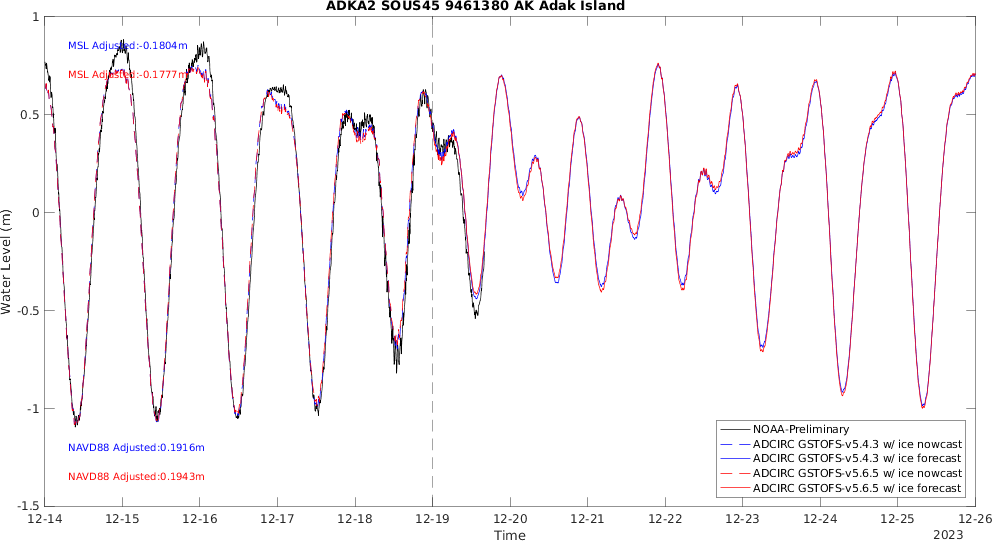 ADKA2 SOUS45 9461380 AK Adak Island
1
MSL Adjusted:-0.1804m
MSL Adjusted:-0.1777m
0.5
0
Water Level (m)
-0.5
-1
NAVD88 Adjusted:0.1916m
NAVD88 Adjusted:0.1943m
-1.5
NOAA-Preliminary
ADCIRC GSTOFS-v5.4.3 w/ ice nowcast
ADCIRC GSTOFS-v5.4.3 w/ ice forecast
ADCIRC GSTOFS-v5.6.5 w/ ice nowcast
ADCIRC GSTOFS-v5.6.5 w/ ice forecast
12-14 12-15 12-16 12-17 12-18 12-19 12-20 12-21 12-22 12-23 12-24 12-25 12-26
Time
2023